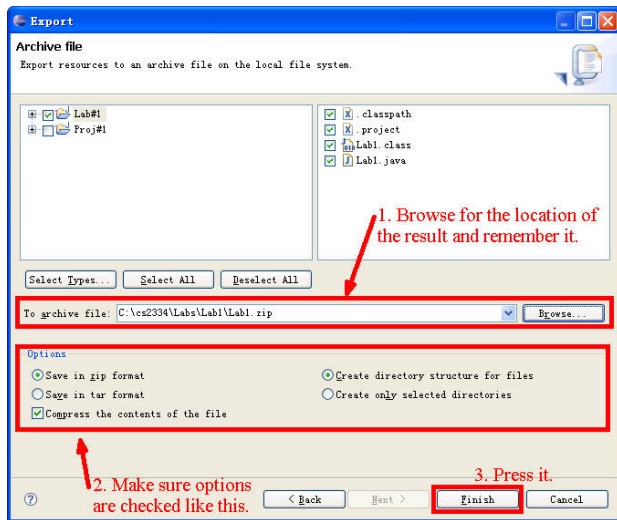 Export
Archive file
Export resources to an archive file on the local file system.
Lab#1
Proj#1
.classpath
.project
Lab1.class
Lab1.java
1. Browse for the location of
the result and remember it.
Select Types...
Select All
Deselect All
To archive file:
C:\cs2334\Labs\Lab1\Lab1.zip
Browse...
Options
Save in zip format
Create directory structure for files
Save in tar format
Create only selected directories
Compress the contents of the file
2. Make sure options
are checked like this.
3. Press it.
< Back
Next >
Finish
Cancel